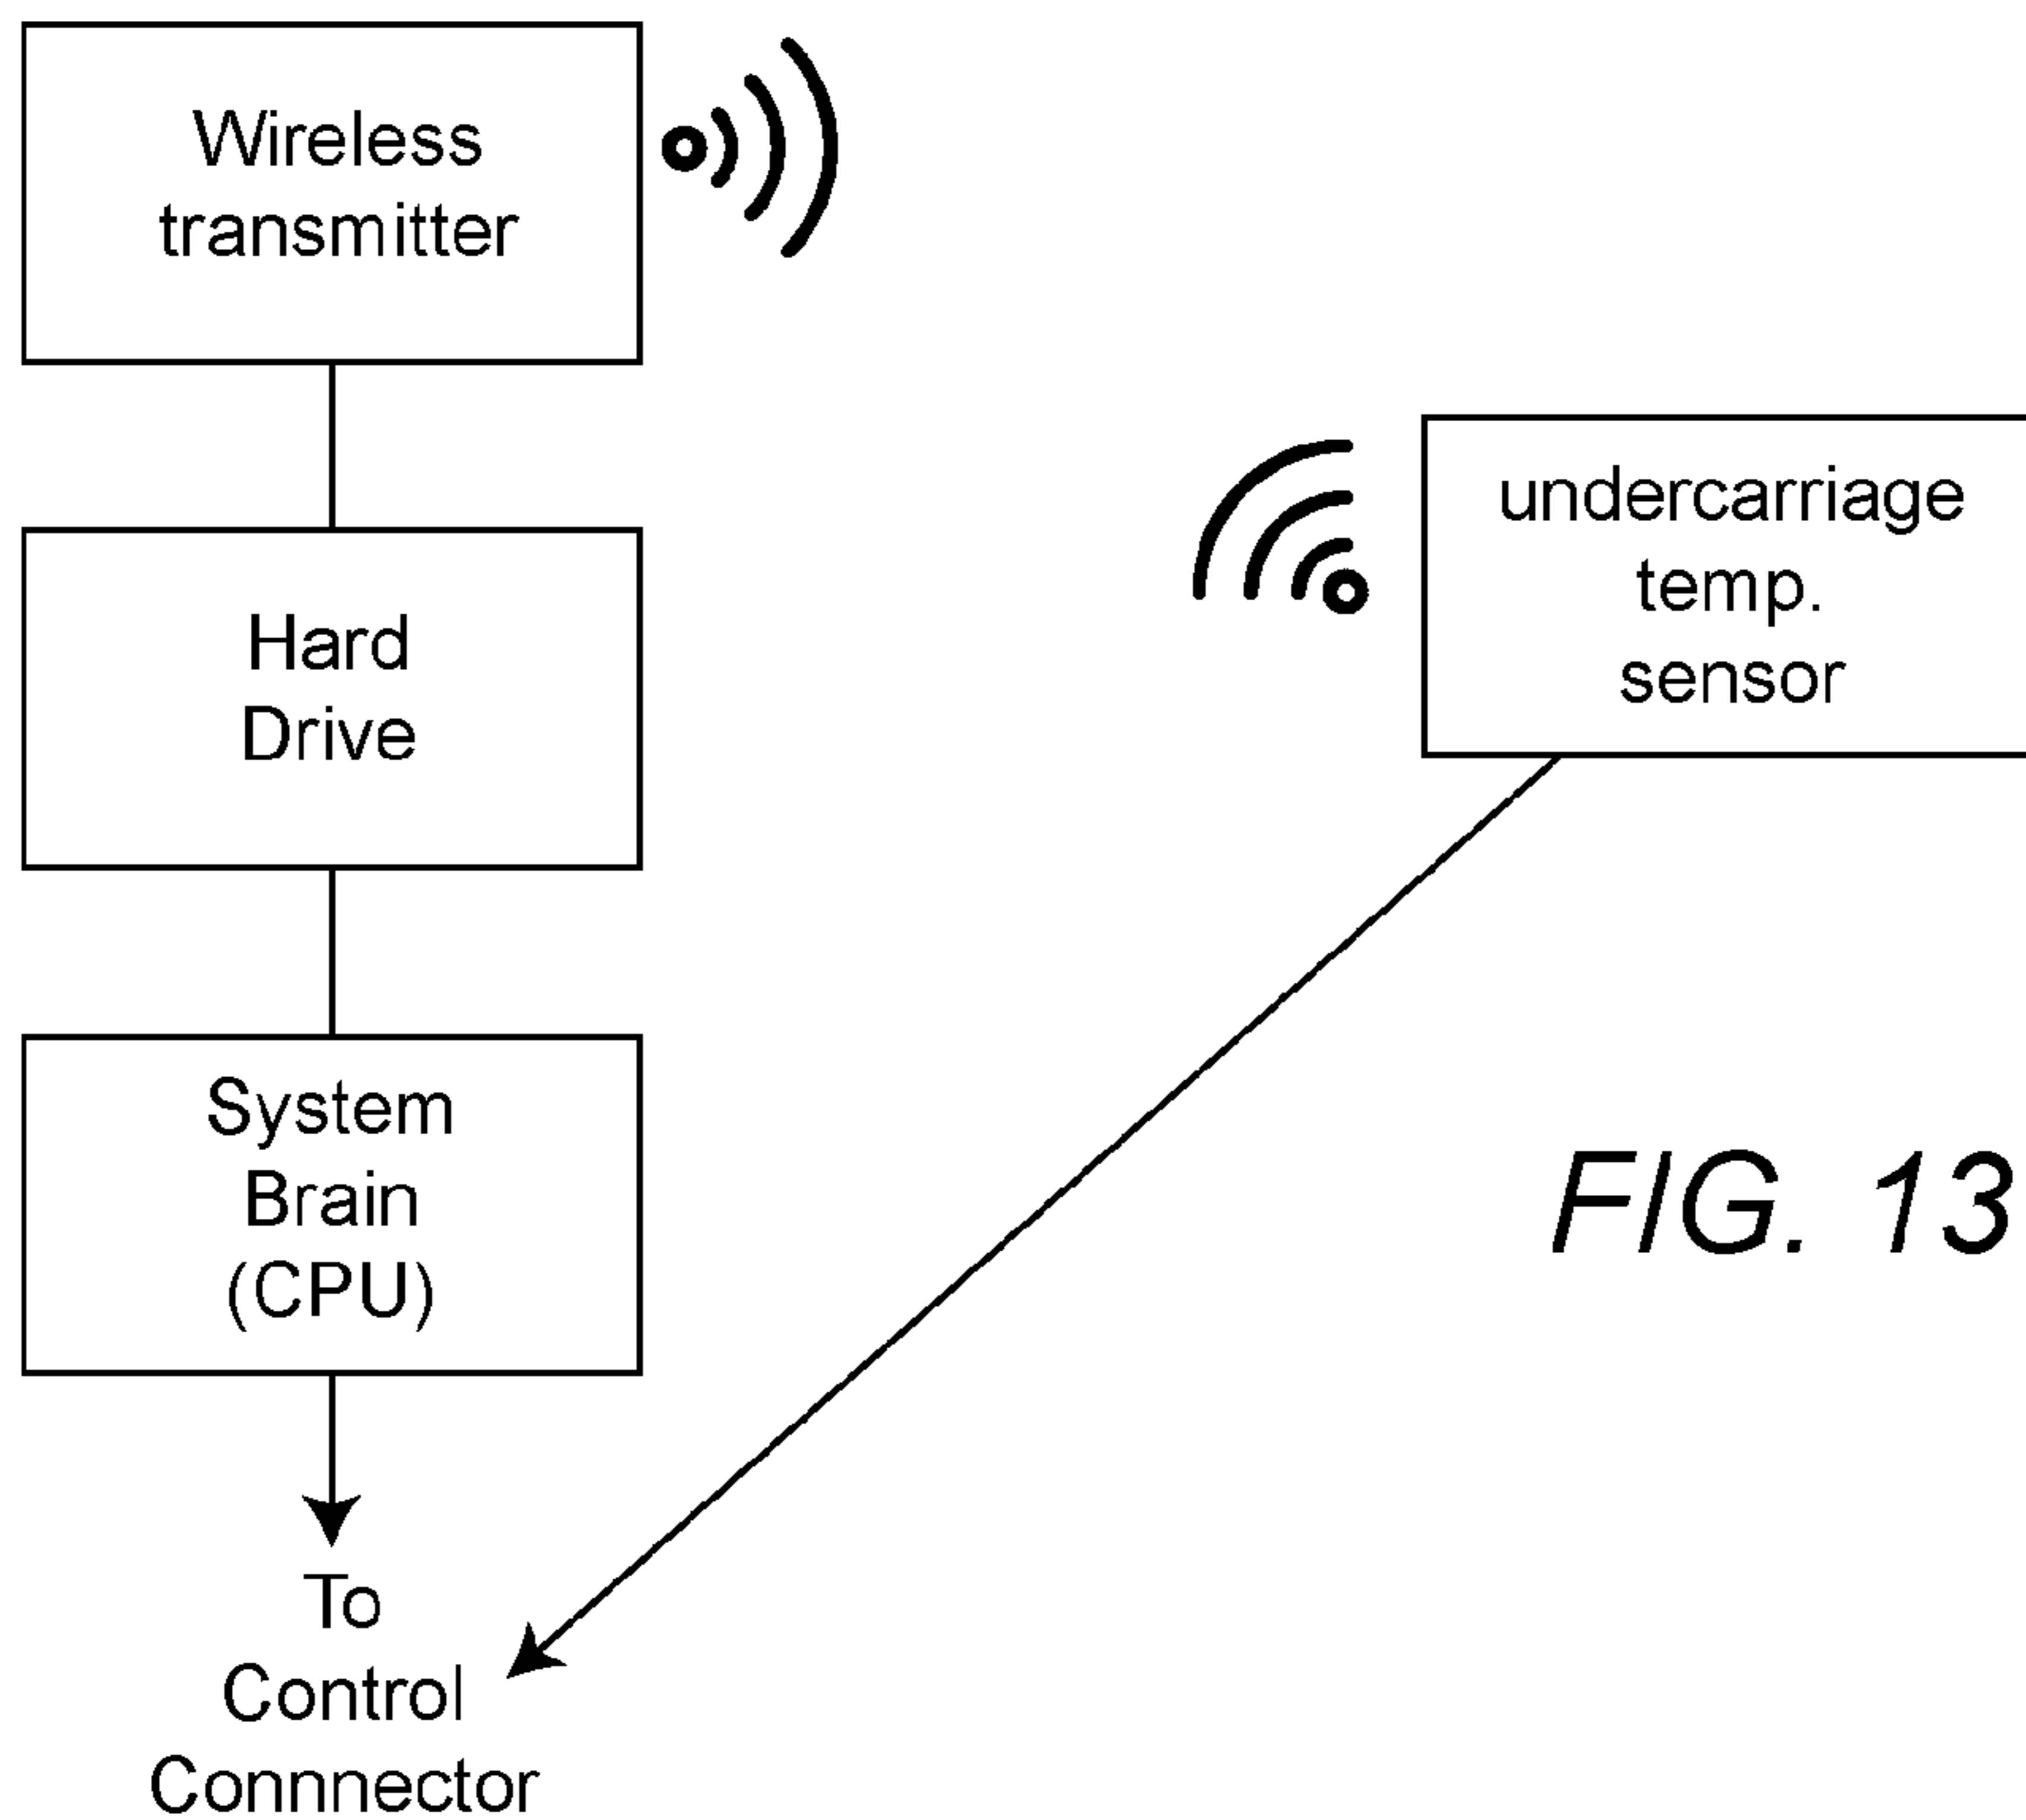 Wireless
transmitter
undercarriage
temp.
sensor
Hard
Drive
System
Brain
(CPU)
FIG. 13
To
Control
Connnector